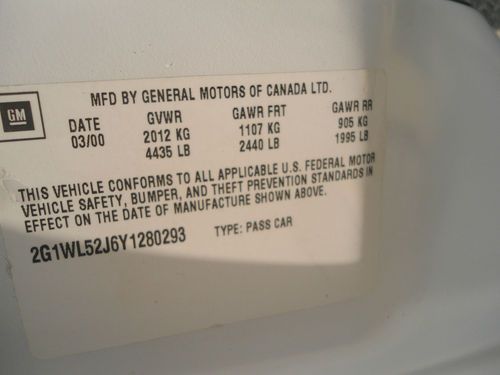 MFD BY GENERAL MOTORS OF CANADA LTD.
GM
DATE GVWR GAWR FRT GAWR RR
03/00 2012 KG 1107 KG 905 KG
4435 LB 2440 LB 1995 LB
THIS VEHICLE CONFORMS TO ALL APPLICABLE U.S. FEDERAL MOTOR
VEHICLE SAFETY, BUMPER, AND THEFT PREVENTION STANDARDS IN
EFFECT ON THE DATE OF MANUFACTURE SHOWN ABOVE.
2G1WL52J6Y1280293 TYPE: PASS CAR